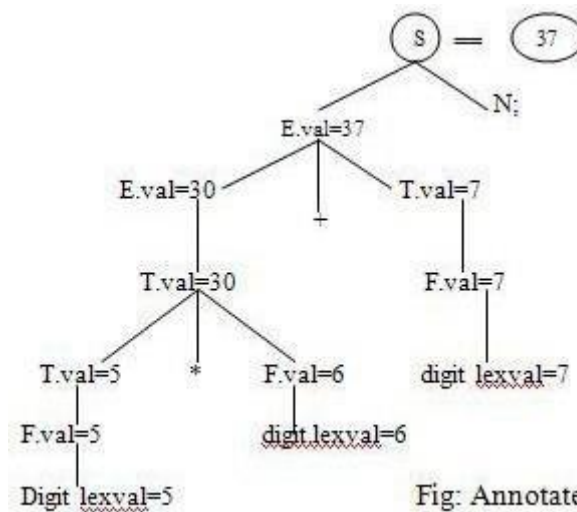 S = 37
N;
E.val=37
E.val=30 + T.val=7
T.val=30 F.val=7
T.val=5 * F.val=6 digit lexval=7
F.val=5 digit.lexval=6
Digit lexval=5 Fig: Annotate